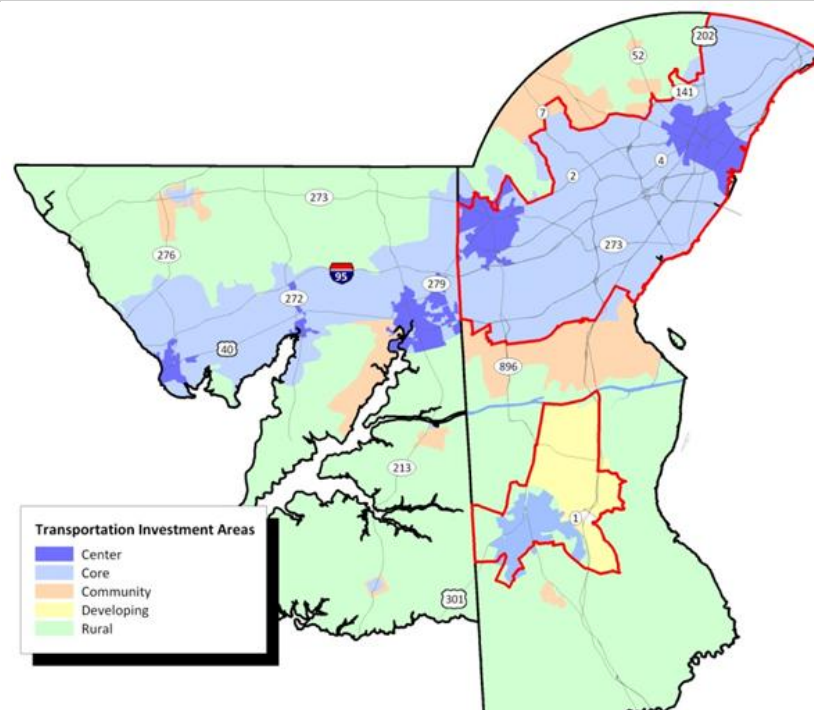 202
52
141
7
2
4
273
273
276
95
279
272
40
896
213
1
301
Transportation Investment Areas
Center
Core
Community
Developing
Rural